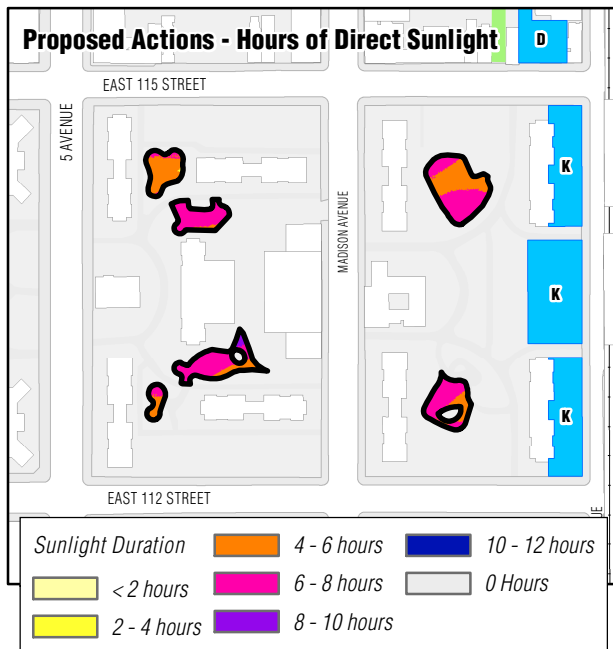 Proposed Actions - Hours of Direct Sunlight
D
EAST 115 STREET
5 AVENUE
MADISON AVENUE
K
K
K
EAST 112 STREET
UE
Sunlight Duration
< 2 hours
2 - 4 hours
4 - 6 hours
6 - 8 hours
8 - 10 hours
10 - 12 hours
0 Hours